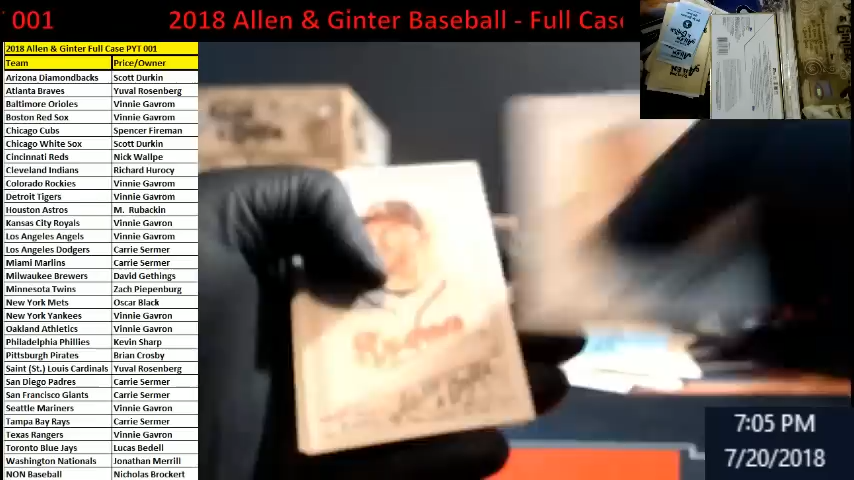 001 2018 Allen & Ginter Baseball - Full Case
2018 Allen & Ginter Full Case PYT 001
Team Price/Owner
Arizona Diamondbacks Scott Durkin
Atlanta Braves Yuval Rosenberg
Baltimore Orioles Vinnie Gavrom
Boston Red Sox Vinnie Gavrom
Chicago Cubs Spencer Fireman
Chicago White Sox Scott Durkin
Cincinnati Reds Nick Wallpe
Cleveland Indians Richard Hurocy
Colorado Rockies Vinnie Gavrom
Detroit Tigers Vinnie Gavrom
Houston Astros M. Rubackin
Kansas City Royals Vinnie Gavron
Los Angeles Angels Vinnie Gavrom
Los Angeles Dodgers Carrie Sermer
Miami Marlins Carrie Sermer
Milwaukee Brewers David Gethings
Minnesota Twins Zach Piepenburg
New York Mets Oscar Black
New York Yankees Vinnie Gavron
Oakland Athletics Vinnie Gavron
Philadelphia Phillies Kevin Sharp
Pittsburgh Pirates Brian Crosby
Saint (St.) Louis Cardinals Yuval Rosenberg
San Diego Padres Carrie Sermer
San Francisco Giants Carrie Sermer
Seattle Mariners Vinnie Gavron
Tampa Bay Rays Carrie Sermer
Texas Rangers Vinnie Gavron
Toronto Blue Jays Lucas Bedell
Washington Nationals Jonathan Merrill
NON Baseball Nicholas Brockert
7:05 PM
7/20/2018